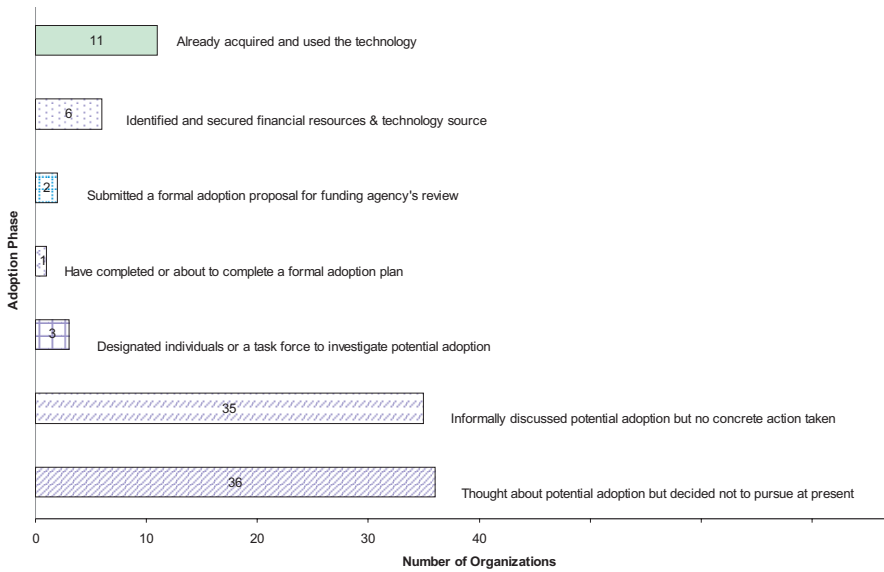 11 Already acquired and used the technology
6 Identified and secured financial resources & technology source
2 Submitted a formal adoption proposal for funding agency's review
1 Have completed or about to complete a formal adoption plan
3 Designated individuals or a task force to investigate potential adoption
35 Informally discussed potential adoption but no concrete action taken
36 Thought about potential adoption but decided not to pursue at present
Adoption Phase
0 10 20 30 40
Number of Organizations